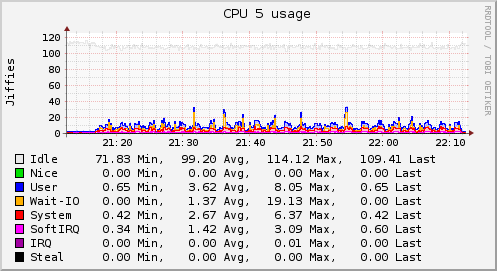 CPU 5 usage
RRDTOOL / TOBI OETIKER
Jiffies
120
100
80
60
40
20
0
21:20 21:30 21:40 21:50 22:00 22:10
Idle 71.83 Min, 99.20 Avg, 114.12 Max, 109.41 Last
Nice 0.00 Min, 0.00 Avg, 0.00 Max, 0.00 Last
User 0.65 Min, 3.62 Avg, 8.05 Max, 0.65 Last
Wait-IO 0.00 Min, 1.37 Avg, 19.13 Max, 0.00 Last
System 0.42 Min, 2.67 Avg, 6.37 Max, 0.42 Last
SoftIRQ 0.34 Min, 1.42 Avg, 3.09 Max, 0.60 Last
IRQ 0.00 Min, 0.00 Avg, 0.01 Max, 0.00 Last
Steal 0.00 Min, 0.00 Avg, 0.00 Max, 0.00 Last